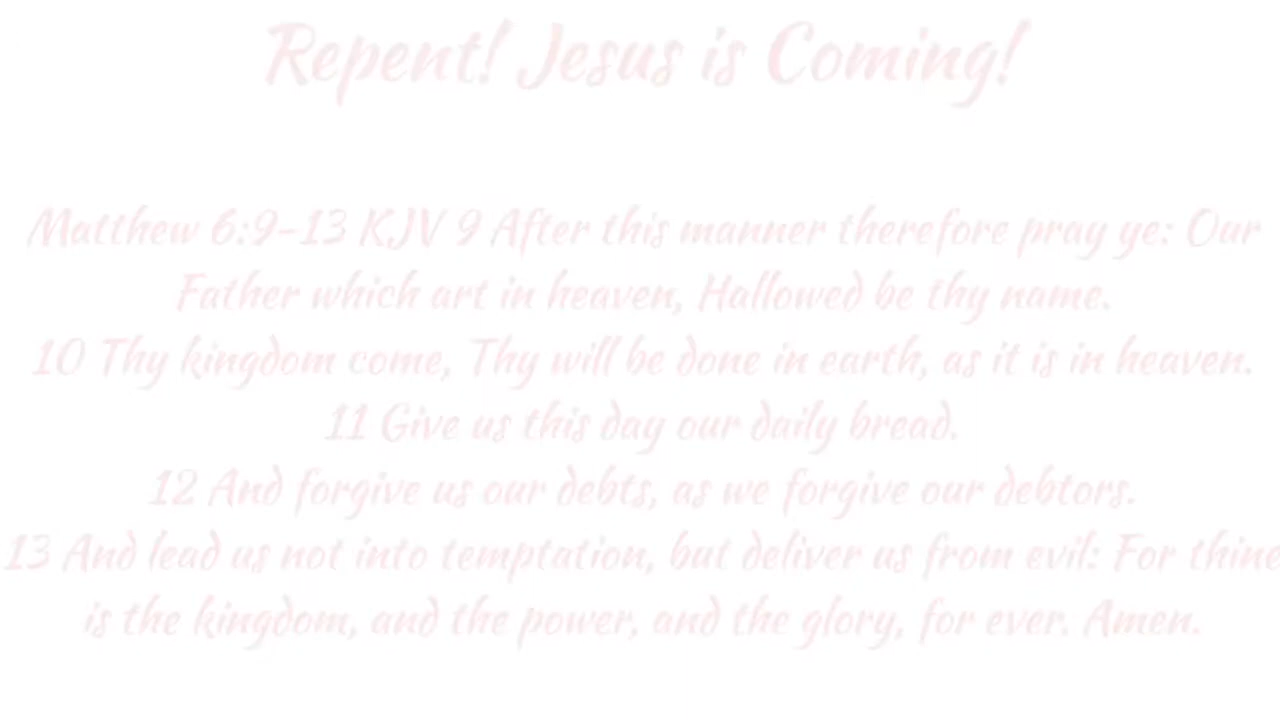 Repent! Jesus is Coming!
Matthew 6:9-13 KJV 9 After this manner therefore pray ye: Our
Father which art in heaven, Hallowed be thy name.
10 Thy kingdom come, Thy will be done in earth, as it is in heaven.
11 Give us this day our daily bread.
12 And forgive us our debts, as we forgive our debtors.
13 And lead us not into temptation, but deliver us from evil: For thine
is the kingdom, and the power, and the glory, for ever. Amen.